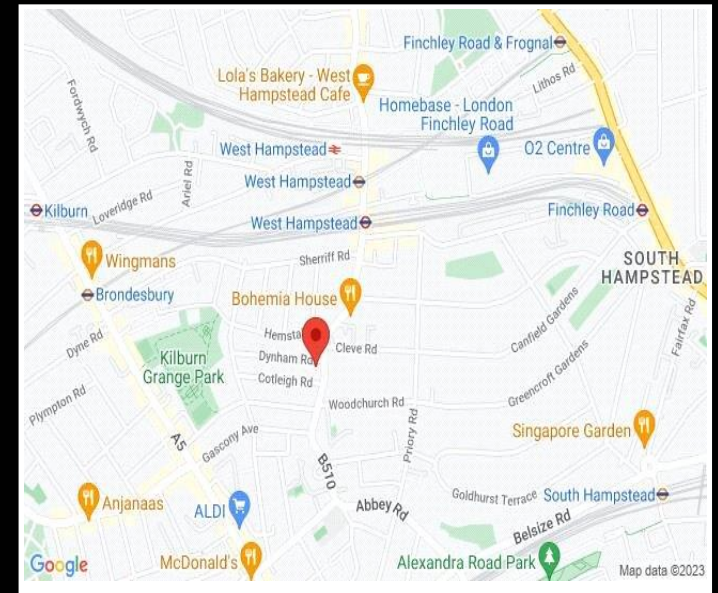 Finchley Road & Frognal
Lola's Bakery - West
Hampstead Cafe
Lithos Rd
Fordwych Rd
Homebase - London
Finchley Road
O2 Centre
West Hampstead
Ariel Rd
West Hampstead
Loveridge Rd
Kilburn
West Hampstead
Finchley Road
Sherriff Rd
Wingmans
SOUTH
HAMPSTEAD
Brondesbury
Bohemia House
Canfield Gardens
Fairfax Rd
Hemsta
Cleve Rd
Dyne Rd
Kilburn
Grange Park
Dynham Rd
Cotleigh Rd
Greencroft Gardens
Plympton Rd
Woodchurch Rd
Priory Rd
A5
Gascony Ave
Singapore Garden
B510
Anjanaas
ALDI
Abbey Rd
Goldhurst Terrace
South Hampstead
Belsize Rd
Google
McDonald's
Alexandra Road Park
Map data ©2023